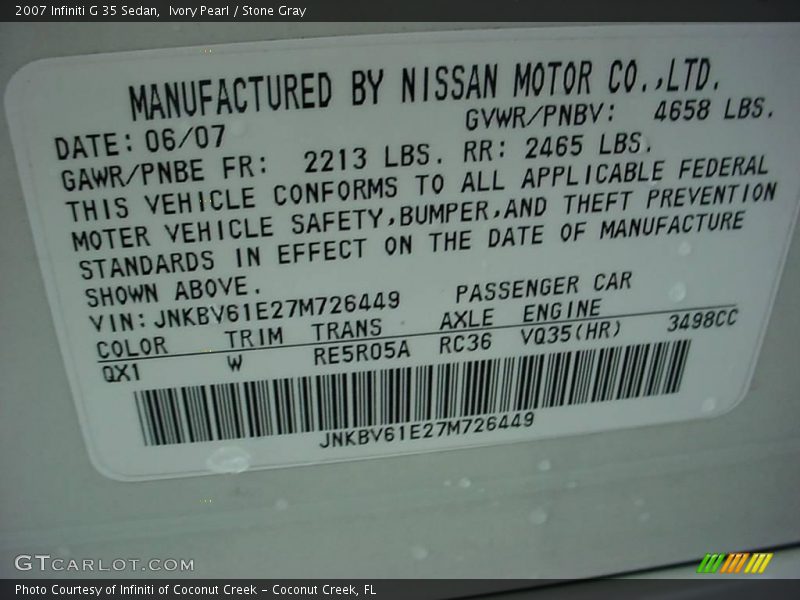 2007 Infiniti G 35 Sedan,  Ivory Pearl / Stone Gray
MANUFACTURED BY NISSAN MOTOR CO.,LTD.
DATE: 06/07 GVWR/PNBV: 4658 LBS.
GAWR/PNBE FR: 2213 LBS. RR: 2465 LBS.
THIS VEHICLE CONFORMS TO ALL APPLICABLE FEDERAL
MOTER VEHICLE SAFETY,BUMPER,AND THEFT PREVENTION
STANDARDS IN EFFECT ON THE DATE OF MANUFACTURE
SHOWN ABOVE.
VIN: JNKBV61E27M726449 PASSENGER CAR
COLOR TRIM TRANS AXLE ENGINE
QX1 W RE5R05A RC36 VQ35(HR) 3498CC
JNKBV61E27M726449
GTCARLOT.COM
Photo Courtesy of Infiniti of Coconut Creek - Coconut Creek, FL